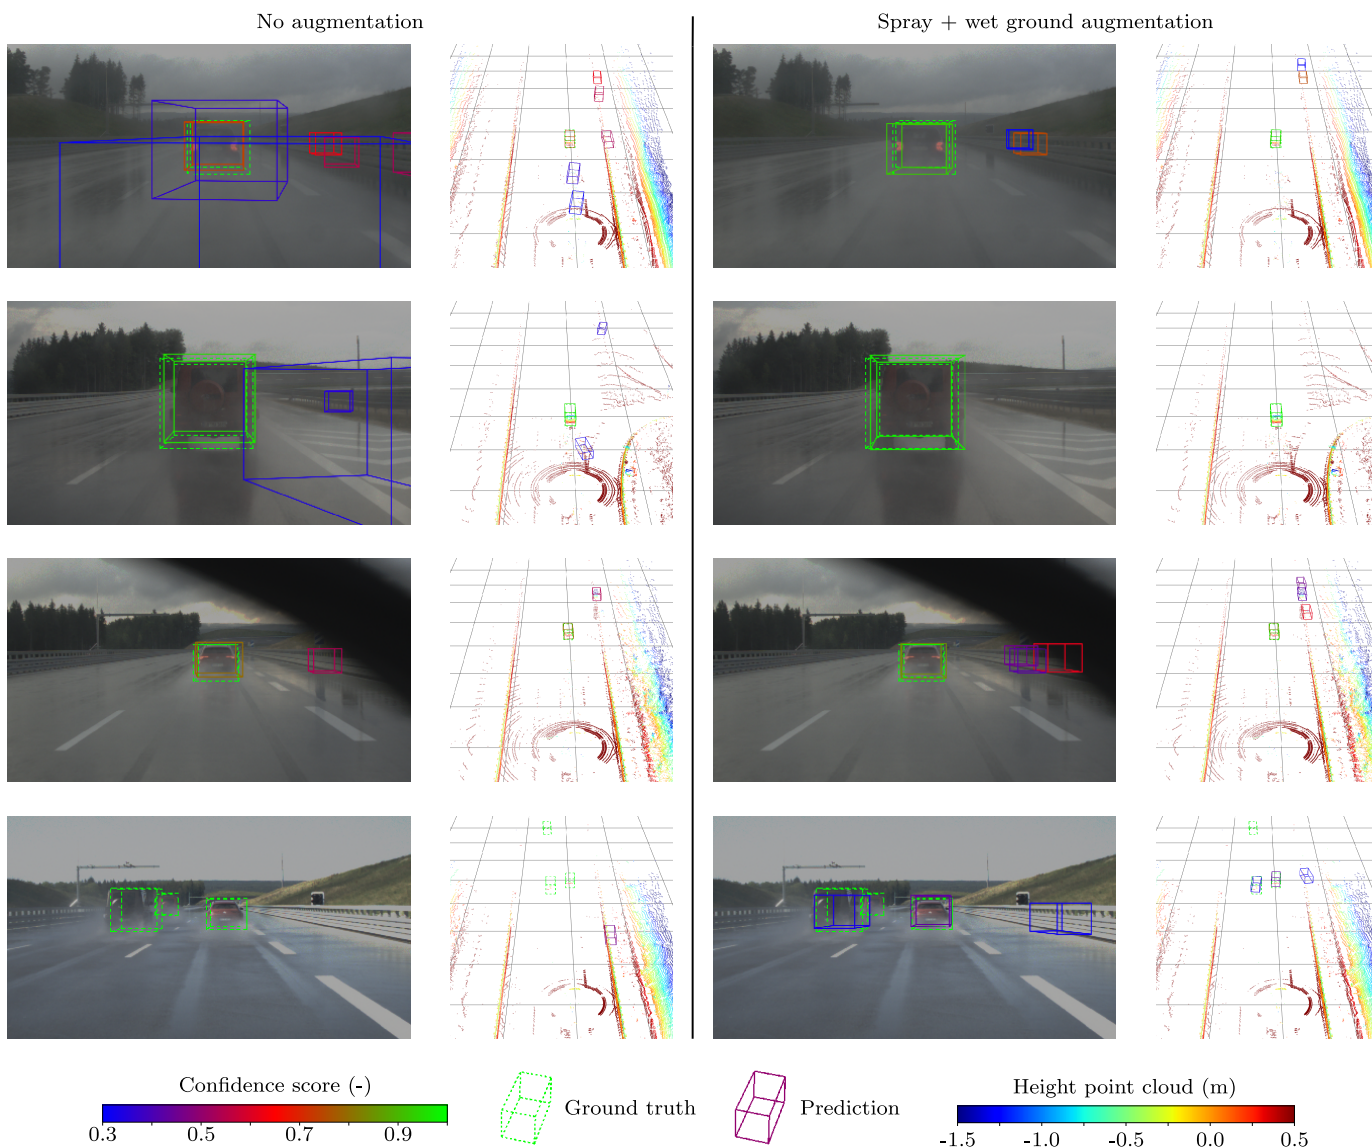 No augmentation
Spray + wet ground augmentation
Confidence score (-)
0.3 0.5 0.7 0.9
Ground truth
Prediction
Height point cloud (m)
-1.5 -1.0 -0.5 0.0 0.5